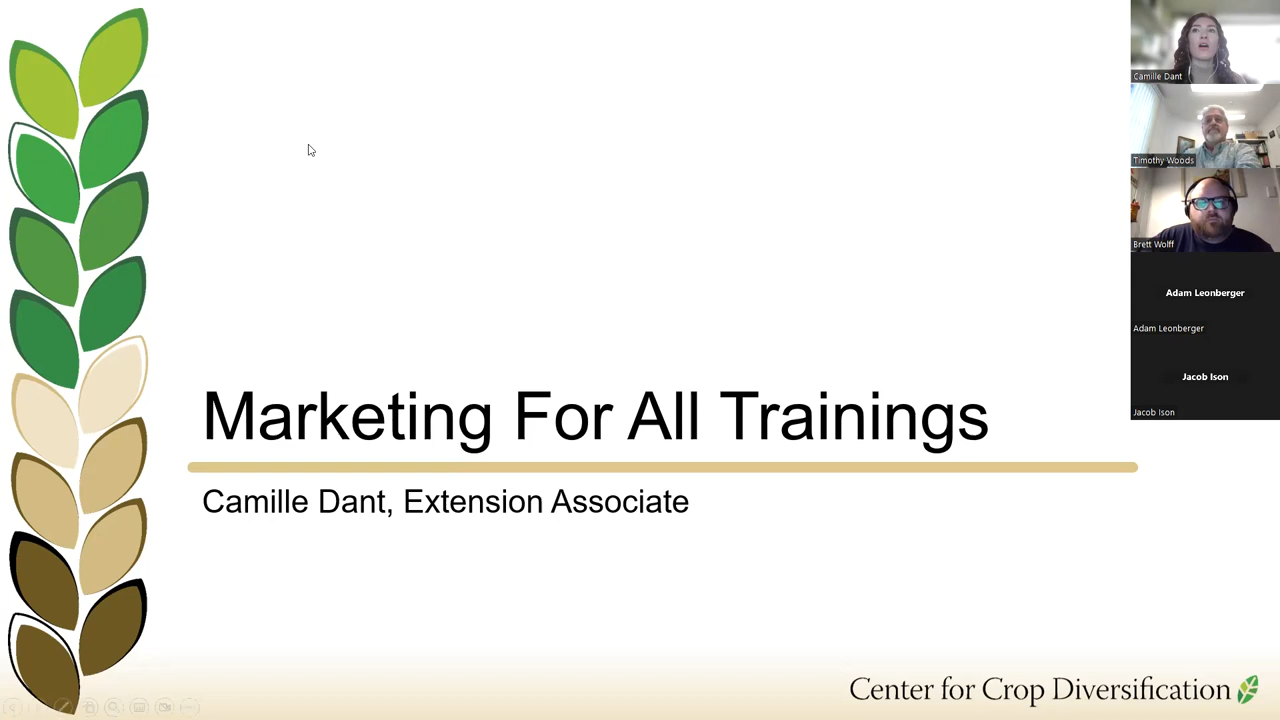 Marketing For All Trainings
Camille Dant, Extension Associate
Center for Crop Diversification
Camille Dant
Timothy Woods
Brett Wolff
Adam Leonberger
Adam Leonberger
Jacob Ison
Jacob Ison